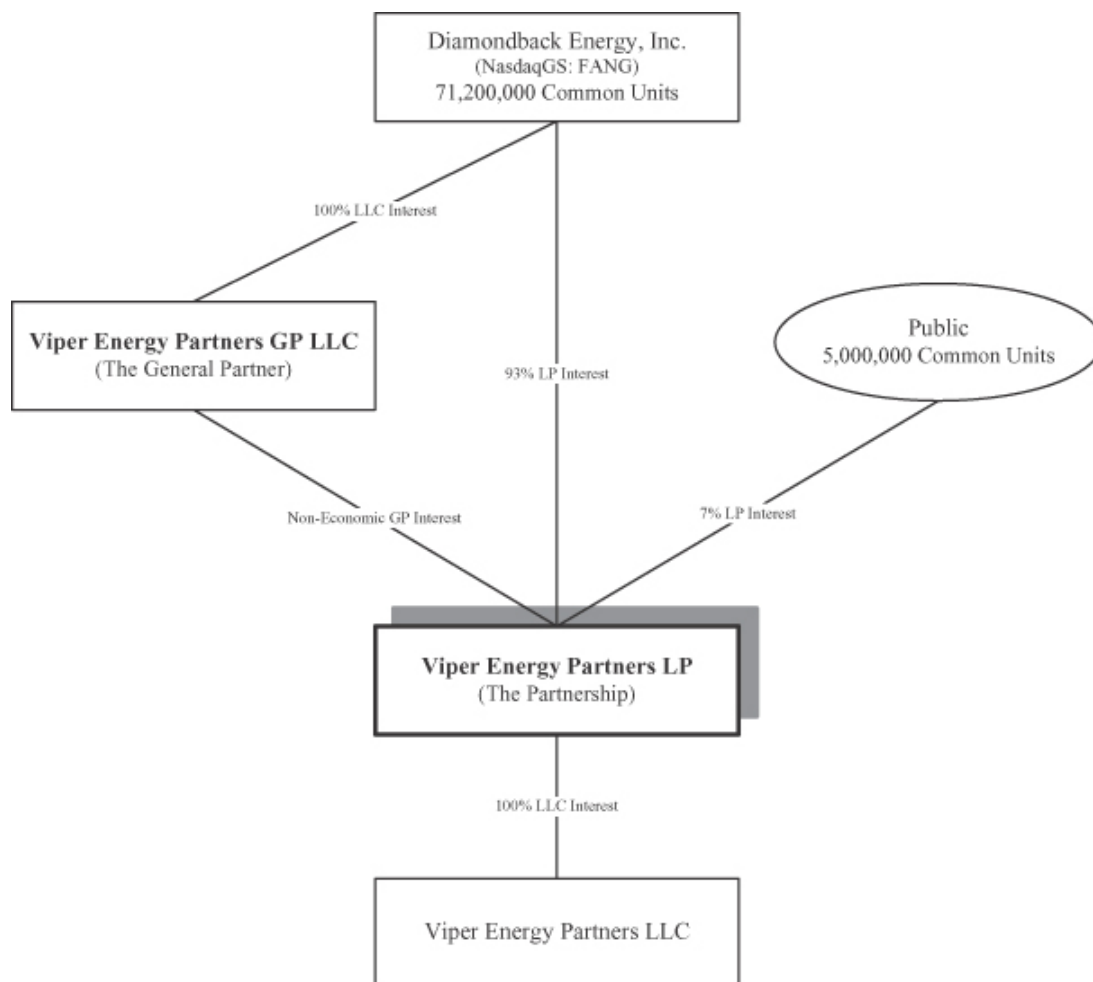 Diamondback Energy, Inc.
(NasdaqGS: FANG)
71,200,000 Common Units
100% LLC Interest
Viper Energy Partners GP LLC
(The General Partner)
Public
5,000,000 Common Units
93% LP Interest
Non-Economic GP Interest
7% LP Interest
Viper Energy Partners LP
(The Partnership)
100% LLC Interest
Viper Energy Partners LLC